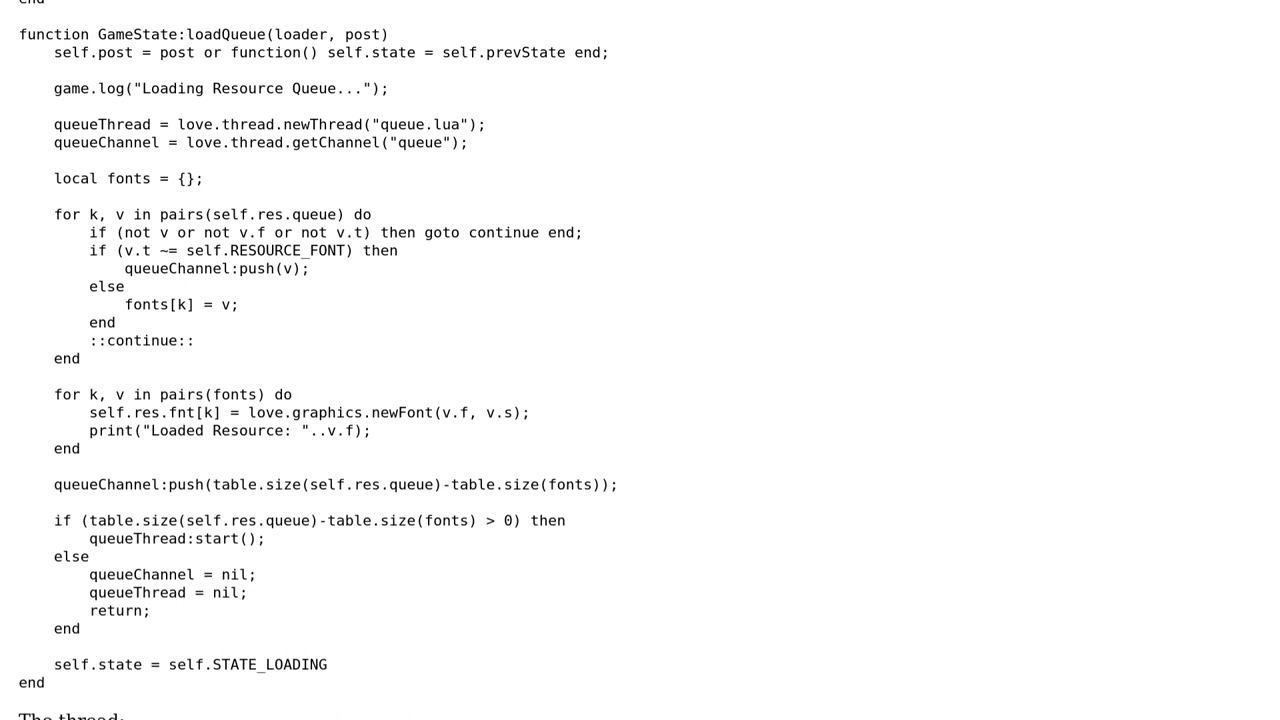 end
function GameState:loadQueue(loader, post)
    self.post = post or function() self.state = self.prevState end;
    game.log("Loading Resource Queue...");
    queueThread = love.thread.newThread("queue.lua");
    queueChannel = love.thread.getChannel("queue");
    local fonts = {};
    for k, v in pairs(self.res.queue) do
        if (not v or not v.f or not v.t) then goto continue end;
        if (v.t ~= self.RESOURCE_FONT) then
            queueChannel:push(v);
        else
            fonts[k] = v;
        end
        ::continue::
    end
    for k, v in pairs(fonts) do
        self.res.fnt[k] = love.graphics.newFont(v.f, v.s);
        print("Loaded Resource: "..v.f);
    end
    queueChannel:push(table.size(self.res.queue)-table.size(fonts));
    if (table.size(self.res.queue)-table.size(fonts) > 0) then
        queueThread:start();
    else
        queueChannel = nil;
        queueThread = nil;
        return;
    end
    self.state = self.STATE_LOADING
end
The thread: